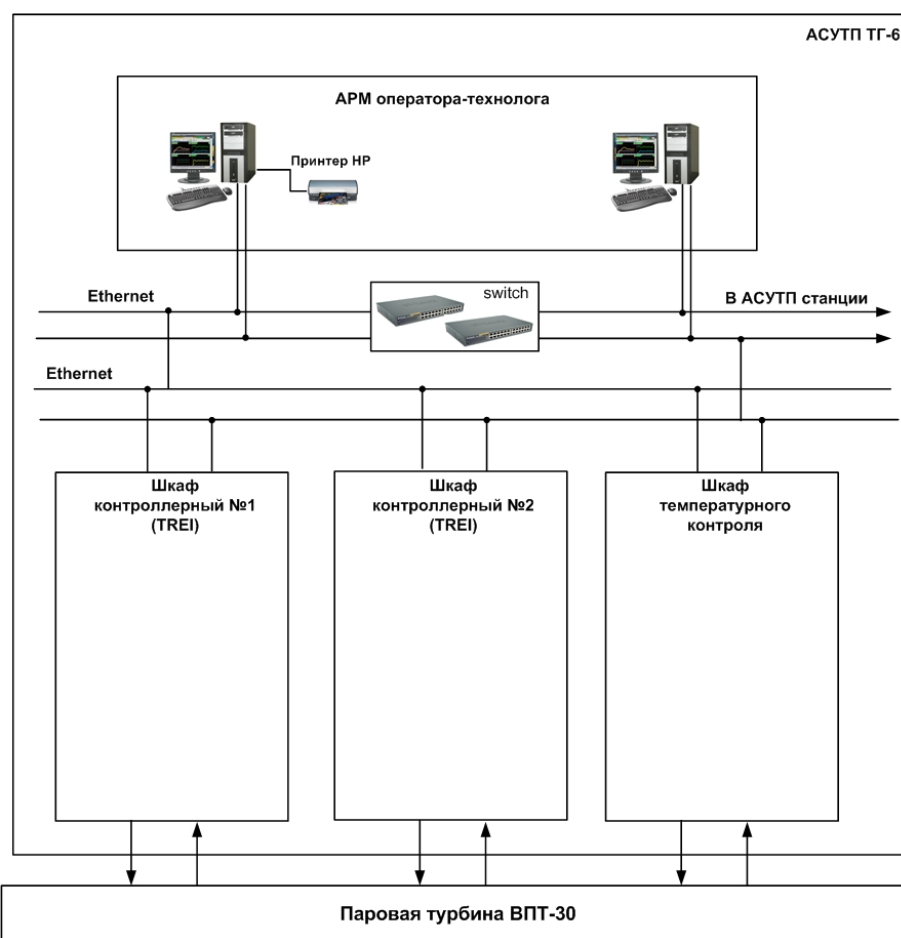 АСУТП ТГ-6
АРМ оператора-технолога
Принтер HP
Ethernet
switch
В АСУТП станции
Ethernet
Шкаф
контроллерный №1
(TREI)
Шкаф
контроллерный №2
(TREI)
Шкаф
температурного
контроля
Паровая турбина ВПТ-30